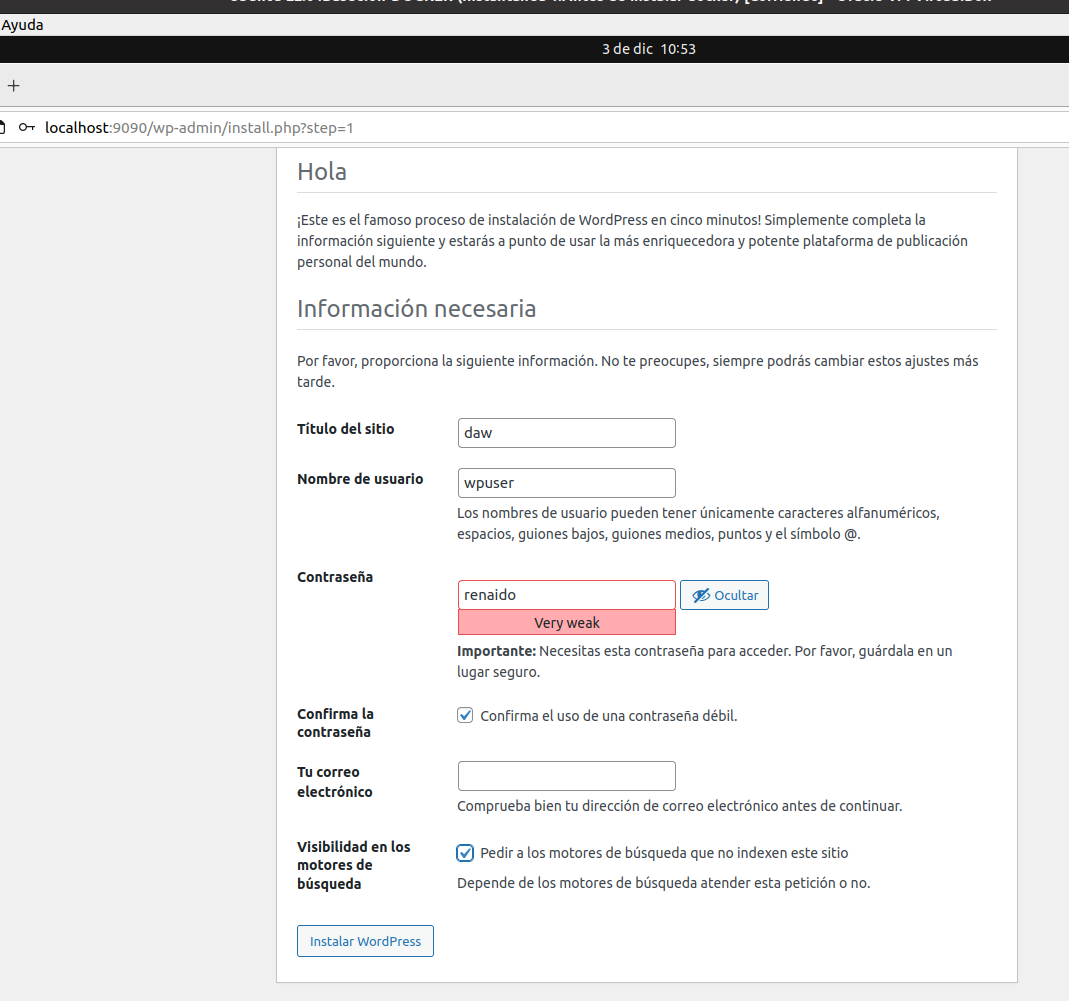 Ayuda
3 de dic 10:53
localhost:9090/wp-admin/install.php?step=1
Hola
¡Este es el famoso proceso de instalación de WordPress en cinco minutos! Simplemente completa la
información siguiente y estarás a punto de usar la más enriquecedora y potente plataforma de publicación
personal del mundo.
Información necesaria
Por favor, proporciona la siguiente información. No te preocupes, siempre podrás cambiar estos ajustes más
tarde.
Título del sitio
daw
Nombre de usuario
wpuser
Los nombres de usuario pueden tener únicamente caracteres alfanuméricos,
espacios, guiones bajos, guiones medios, puntos y el símbolo @.
Contraseña
renaido
Ocultar
Very weak
Importante: Necesitas esta contraseña para acceder. Por favor, guárdala en un
lugar seguro.
Confirma la
contraseña
Confirma el uso de una contraseña débil.
Tu correo
electrónico
Comprueba bien tu dirección de correo electrónico antes de continuar.
Visibilidad en los
motores de
búsqueda
Pedir a los motores de búsqueda que no indexen este sitio
Depende de los motores de búsqueda atender esta petición o no.
Instalar WordPress